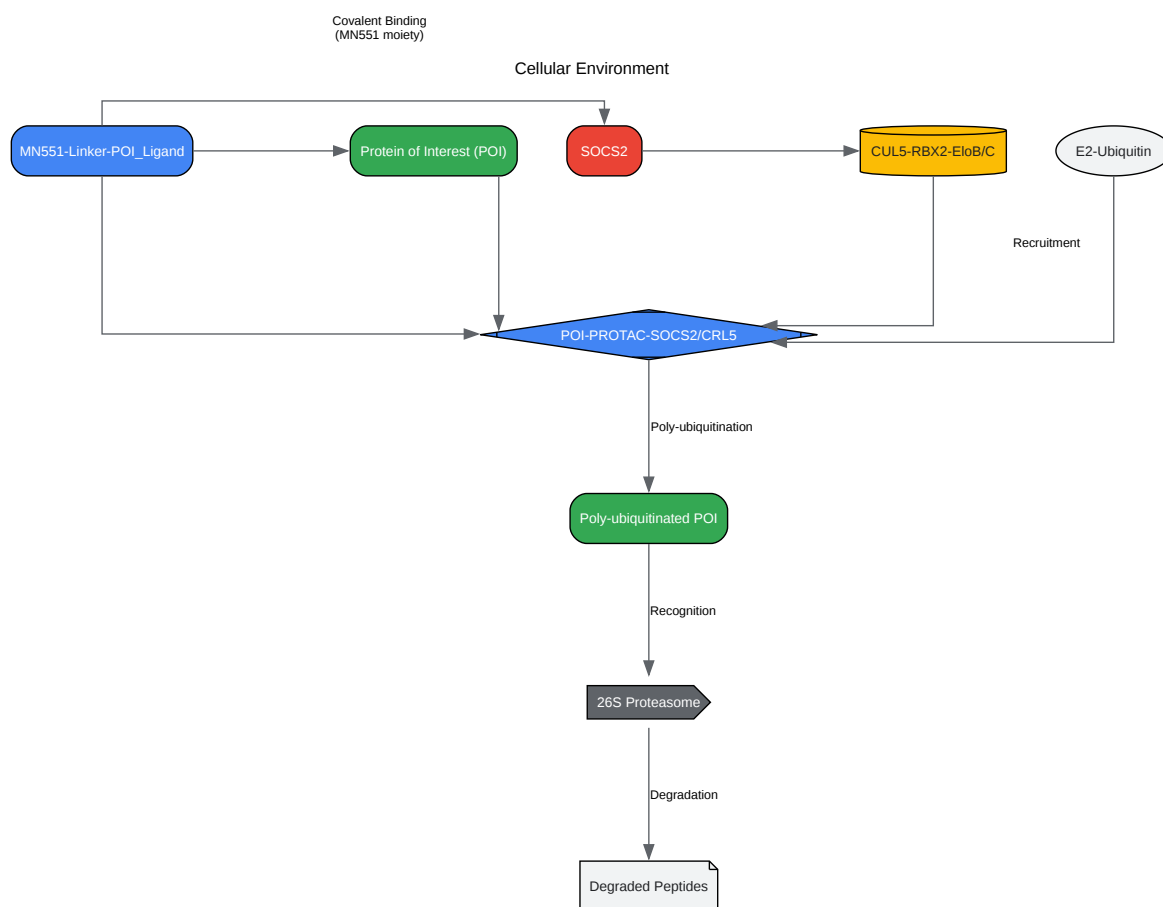 Covalent Binding
(MN551 moiety)
Cellular Environment
MN551-Linker-POI_Ligand
Protein of Interest (POI)
SOCS2
CUL5-RBX2-EloB/C
E2-Ubiquitin
Recruitment
POI-PROTAC-SOCS2/CRL5
Poly-ubiquitination
Poly-ubiquitinated POI
Recognition
26S Proteasome
Degradation
Degraded Peptides